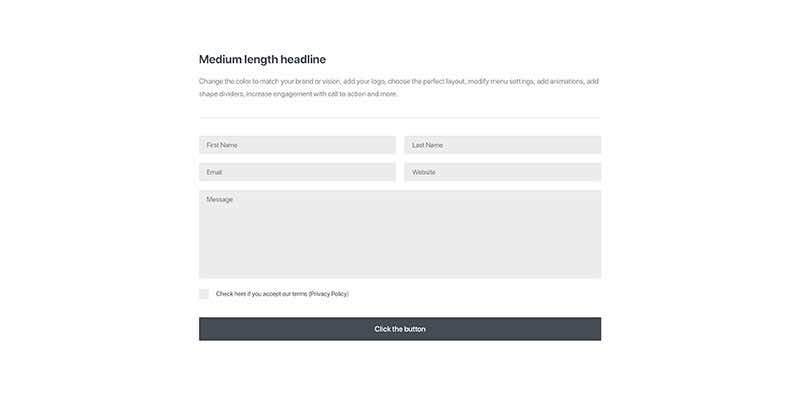 Medium length headline
Change the color to match your brand or vision, add your logo, choose the perfect layout, modify menu settings, add animations, add
shape dividers, increase engagement with call to action and more.
First Name
Last Name
Email
Website
Message
Check here if you accept our terms (Privacy Policy)
Click the button